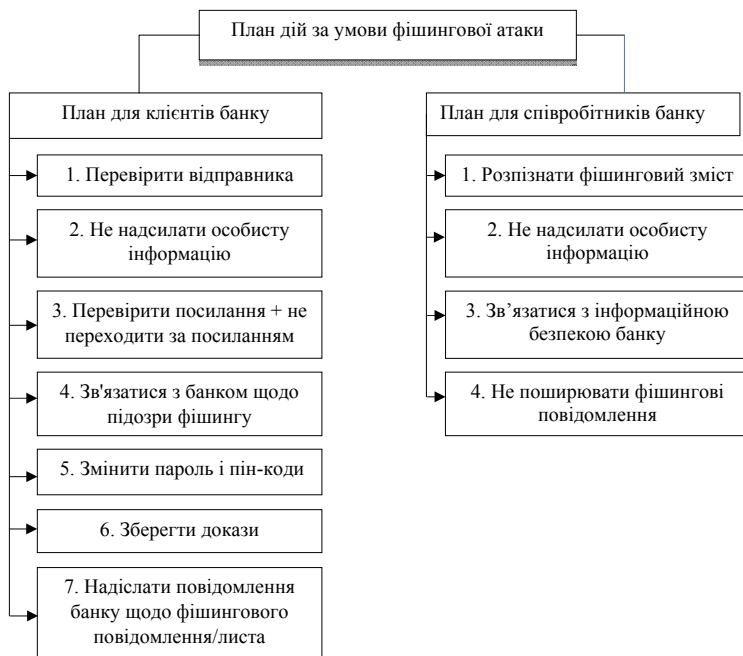 План дій за умови фішингової атаки
План для клієнтів банку
1. Перевірити відправника
2. Не надсилати особисту
інформацію
3. Перевірити посилання + не
переходити за посиланням
4. Зв'язатися з банком щодо
підозри фішингу
5. Змінити пароль і пін-коди
6. Зберегти докази
7. Надіслати повідомлення
банку щодо фішингового
повідомлення/листа
План для співробітників банку
1. Розпізнати фішинговий зміст
2. Не надсилати особисту
інформацію
3. Зв’язатися з інформаційною
безпекою банку
4. Не поширювати фішингові
повідомлення